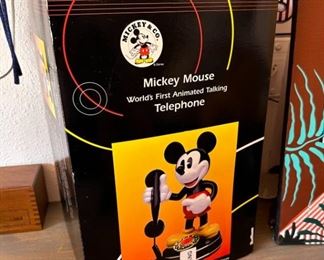 MICKEY & CO.
Mickey Mouse
World's First Animated Talking
Telephone